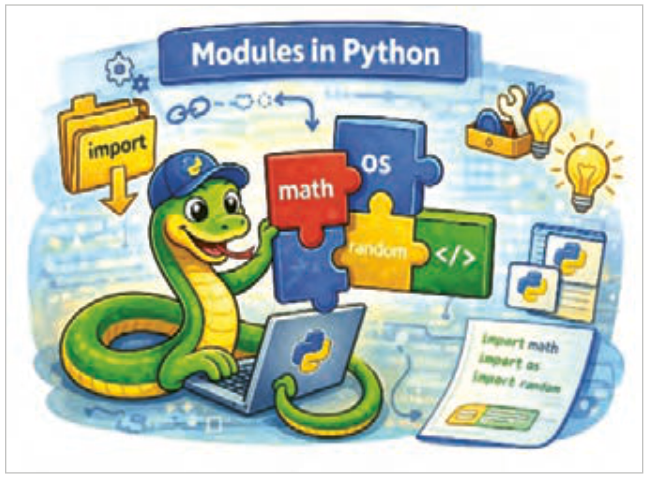 Modules in Python
import
os
math
random
</>
import math
import os
import random